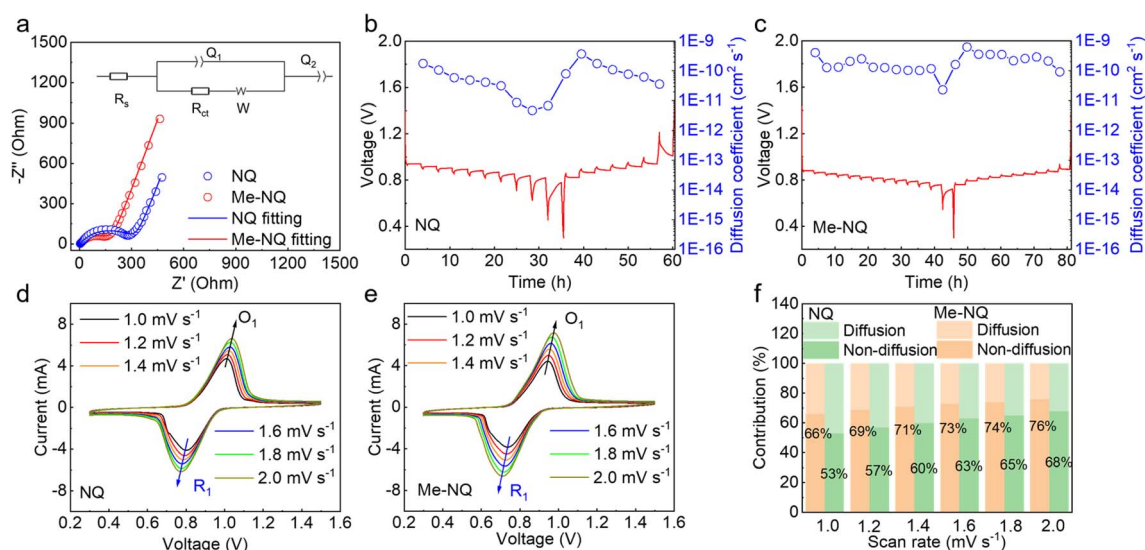 a
1500
1200
900
600
300
0
-Z'' (Ohm)
Q1
Q2
Rs
Rct
W
NQ
Me-NQ
NQ fitting
Me-NQ fitting
0 300 600 900 1200 1500
Z' (Ohm)
b
2.0
1.6
1.2
0.8
0.4
Voltage (V)
1E-9
1E-10
1E-11
1E-12
1E-13
1E-14
1E-15
1E-16
Diffusion coefficient (cm² s⁻¹)
NQ
0 10 20 30 40 50 60
Time (h)
c
2.0
1.6
1.2
0.8
0.4
Voltage (V)
1E-9
1E-10
1E-11
1E-12
1E-13
1E-14
1E-15
1E-16
Diffusion coefficient (cm² s⁻¹)
Me-NQ
0 10 20 30 40 50 60 70 80
Time (h)
d
8
4
0
-4
-8
Current (mA)
1.0 mV s⁻¹
1.2 mV s⁻¹
1.4 mV s⁻¹
O1
1.6 mV s⁻¹
1.8 mV s⁻¹
2.0 mV s⁻¹
R1
NQ
0.2 0.4 0.6 0.8 1.0 1.2 1.4 1.6
Voltage (V)
e
8
4
0
-4
-8
Current (mA)
1.0 mV s⁻¹
1.2 mV s⁻¹
1.4 mV s⁻¹
O1
1.6 mV s⁻¹
1.8 mV s⁻¹
2.0 mV s⁻¹
R1
Me-NQ
0.2 0.4 0.6 0.8 1.0 1.2 1.4 1.6
Voltage (V)
f
140
120
100
80
60
40
20
0
Contribution (%)
NQ Me-NQ
Diffusion Diffusion
Non-diffusion Non-diffusion
66% 69% 71% 73% 74% 76%
53% 57% 60% 63% 65% 68%
1.0 1.2 1.4 1.6 1.8 2.0
Scan rate (mV s⁻¹)